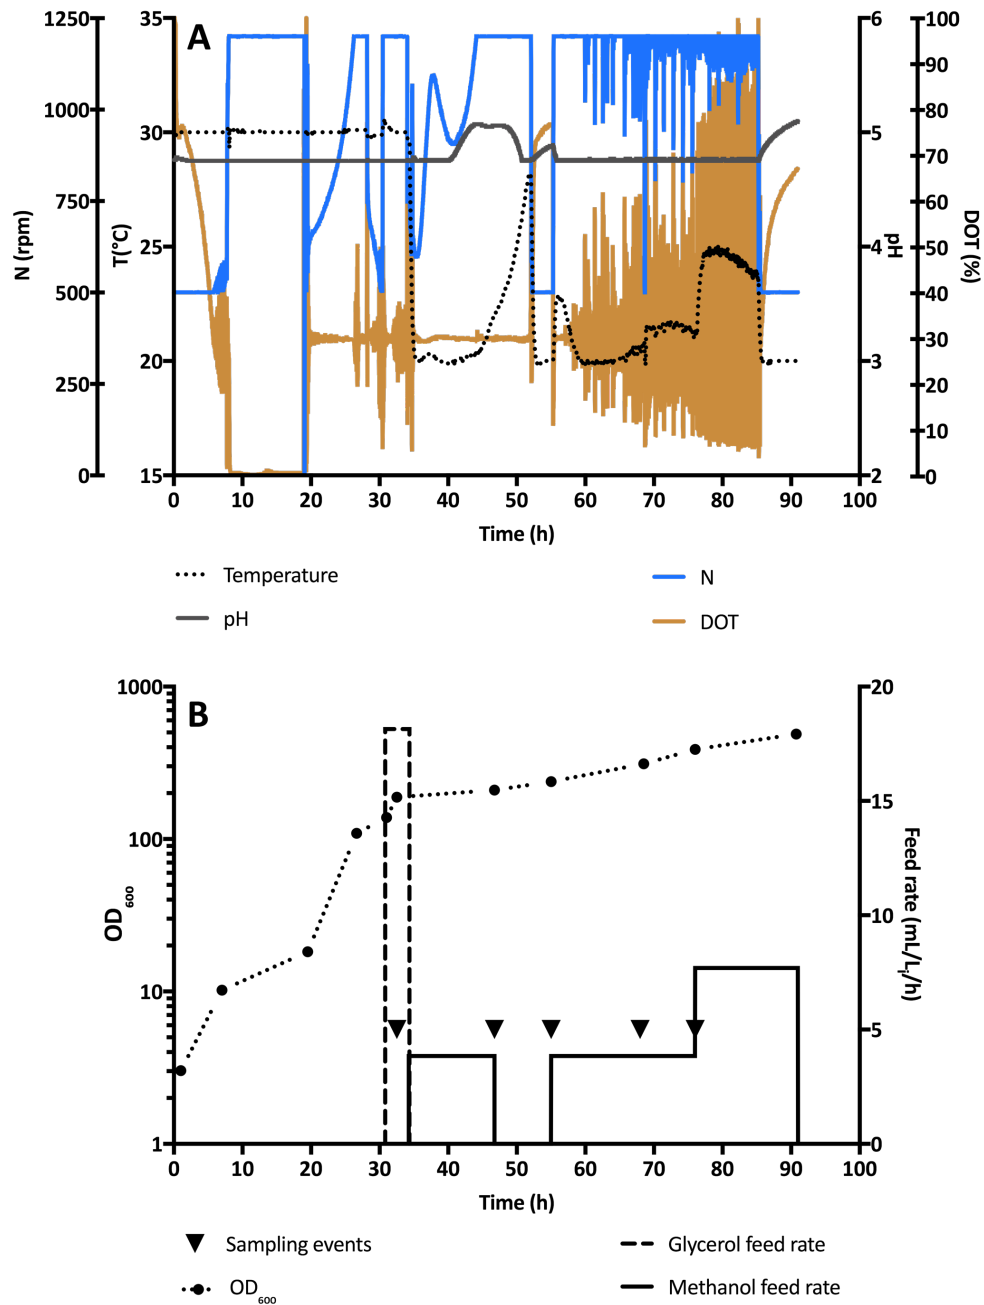 A
1250
1000
750
500
250
0
N (rpm)
35
30
25
20
15
T(°C)
6
5
4
3
2
pH
100
90
80
70
60
50
40
30
20
10
0
DOT (%)
0 10 20 30 40 50 60 70 80 90 100
Time (h)
Temperature
N
pH
DOT
B
1000
100
10
1
OD600
20
15
10
5
0
Feed rate (mL/Li/h)
0 10 20 30 40 50 60 70 80 90 100
Time (h)
Sampling events
Glycerol feed rate
OD600
Methanol feed rate